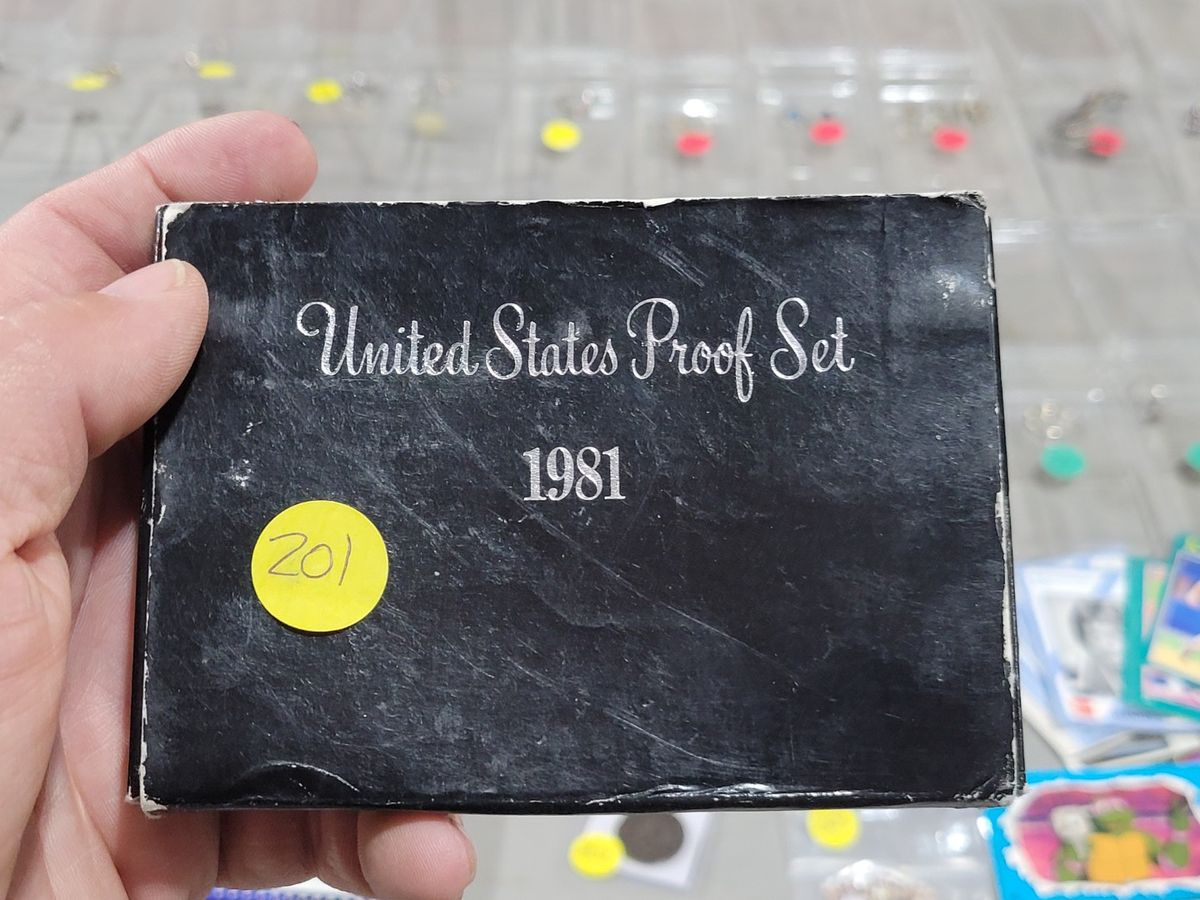 United States Proof Set
1981
201